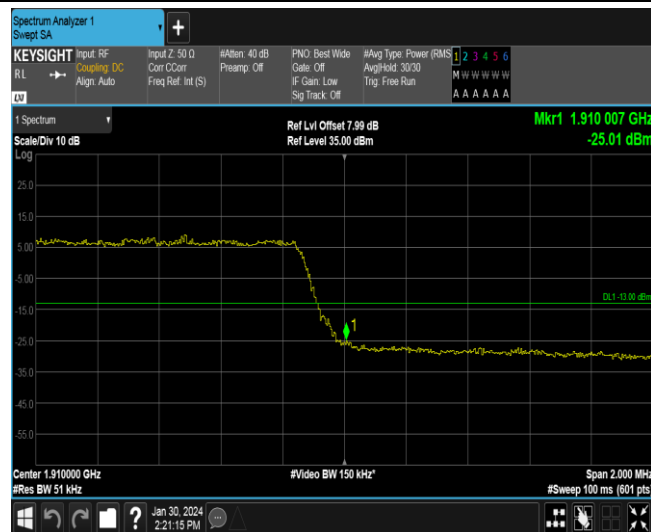 Spectrum Analyzer 1
Swept SA
+
KEYSIGHT
RL
LXI
Input: RF
Coupling: DC
Align: Auto
Input Z: 50 Ω
Corr CCorr
Freq Ref: Int (S)
#Atten: 40 dB
Preamp: Off
PNO: Best Wide
Gate: Off
IF Gain: Low
Sig Track: Off
#Avg Type: Power (RMS
Avg|Hold: 30/30
Trig: Free Run
1 2 3 4 5 6
M W W W W W
A A A A A A
1 Spectrum
Scale/Div 10 dB
Log
Ref Lvl Offset 7.99 dB
Ref Level 35.00 dBm
Mkr1 1.910 007 GHz
-25.01 dBm
25.0
15.0
5.00
-5.00
-15.0
-25.0
-35.0
-45.0
-55.0
DL1 -13.00 dBm
1
Center 1.910000 GHz
#Res BW 51 kHz
#Video BW 150 kHz*
Span 2.000 MHz
#Sweep 100 ms (601 pts)
?
Jan 30, 2024
2:21:15 PM